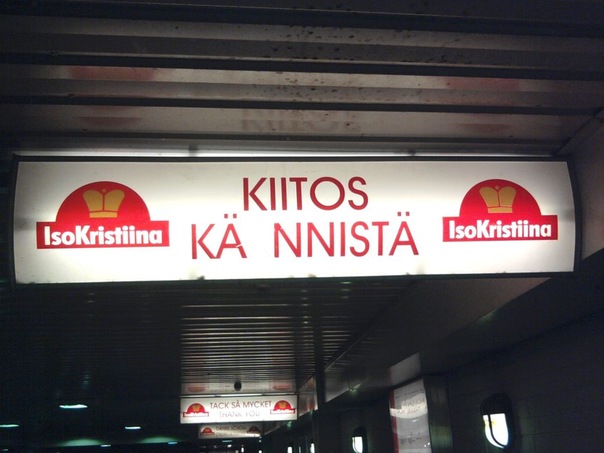 KIITOS
KÄ NNISTÄ
IsoKristiina
IsoKristiina
TACK SÅ MYCKET
THANK YOU